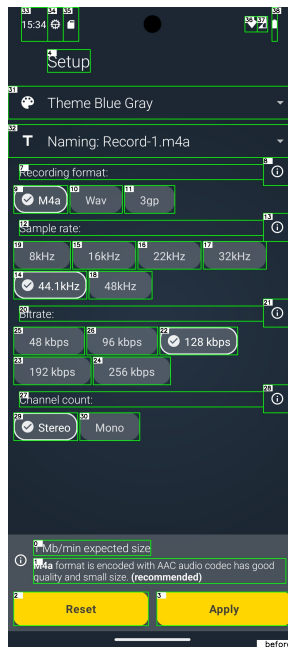 15:34
Setup
Theme Blue Gray
T Naming: Record-1.m4a
Recording format:
M4a Wav 3gp
Sample rate:
8kHz 16kHz 22kHz 32kHz
44.1kHz 48kHz
Bitrate:
48 kbps 96 kbps 128 kbps
192 kbps 256 kbps
Channel count:
Stereo Mono
1 Mb/min expected size
M4a format is encoded with AAC audio codec has good
quality and small size. (recommended)
Reset Apply
before